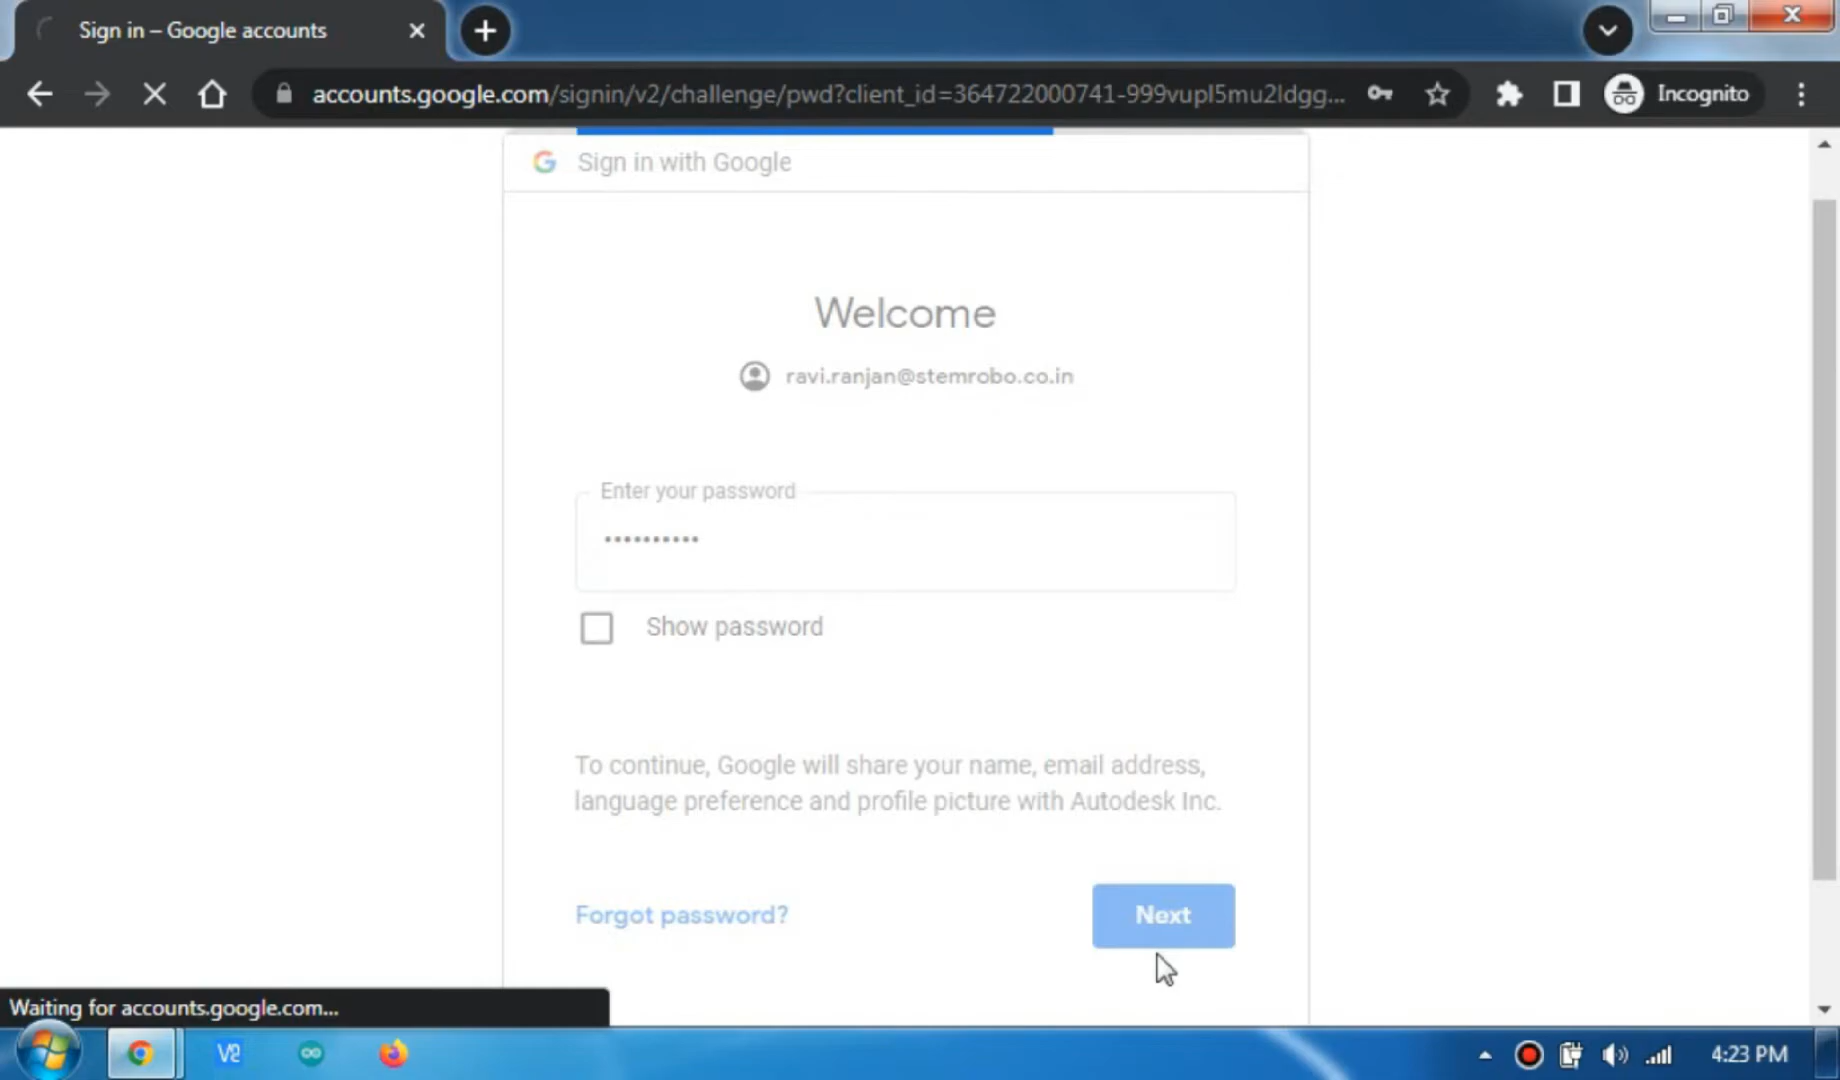 Sign in – Google accounts
accounts.google.com/signin/v2/challenge/pwd?client_id=364722000741-999vupl5mu2ldgg...
Incognito
Sign in with Google
Welcome
ravi.ranjan@stemrobo.co.in
Enter your password
••••••••••
Show password
To continue, Google will share your name, email address,
language preference and profile picture with Autodesk Inc.
Forgot password?
Next
Waiting for accounts.google.com...
V2
4:23 PM